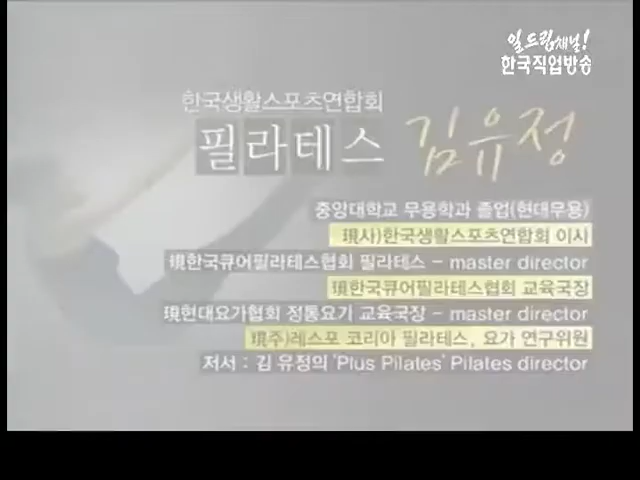 일 드림채널!
한국직업방송
한국생활스포츠연합회
필라테스 김유정
중앙대학교 무용학과 졸업(현대무용)
現사)한국생활스포츠연합회 이사
現한국큐어필라테스협회 필라테스 - master director
現한국큐어필라테스협회 교육국장
現현대요가협회 정통요기 교육국장 - master director
現주)레스포 코리아 필라테스, 요가 연구위원
저서 : 김 유정의 'Plus Pilates' Pilates director